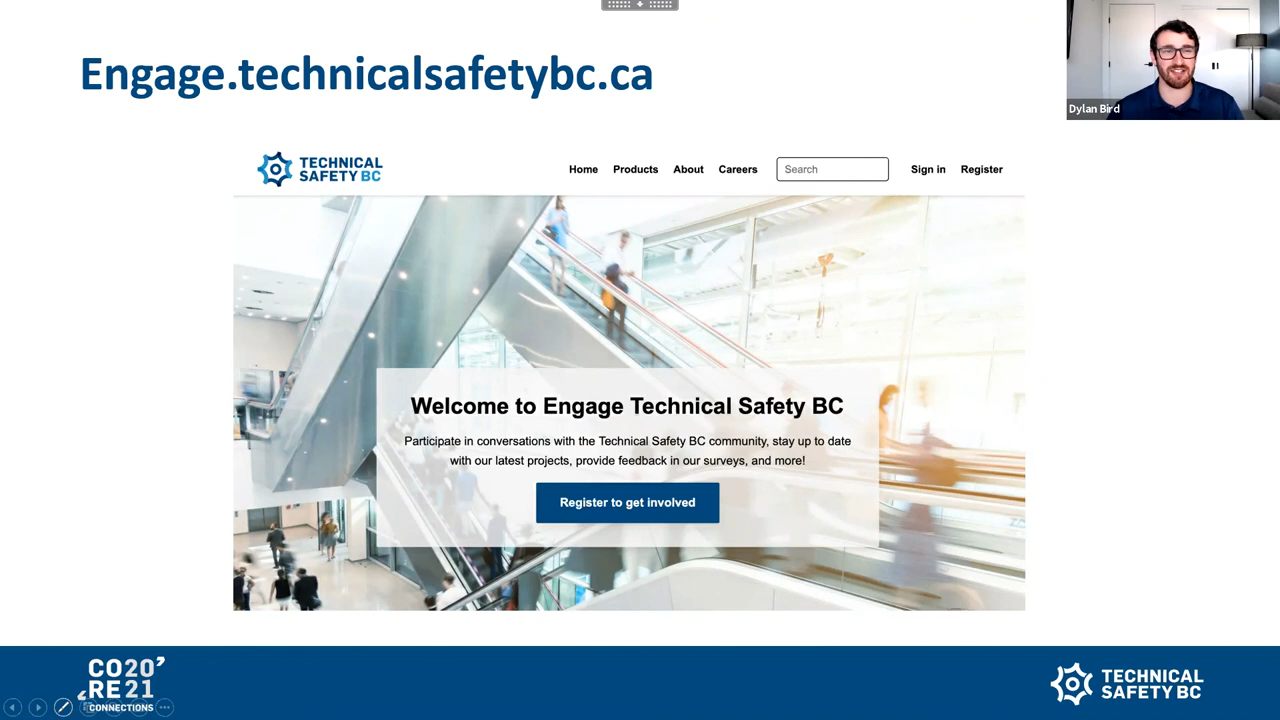 Engage.technicalsafetybc.ca
Dylan Bird
TECHNICAL
SAFETY BC
Home Products About Careers Search Sign in Register
Welcome to Engage Technical Safety BC
Participate in conversations with the Technical Safety BC community, stay up to date
with our latest projects, provide feedback in our surveys, and more!
Register to get involved
CO20’
‘RE21
CONNECTIONS
TECHNICAL
SAFETY BC